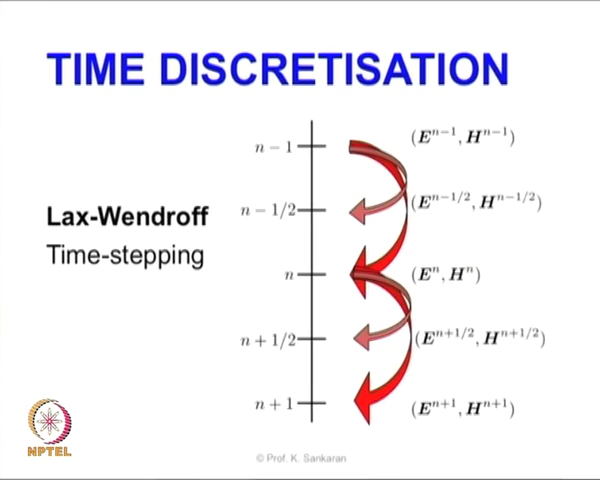 TIME DISCRETISATION
Lax-Wendroff
Time-stepping
n − 1
n − 1/2
n
n + 1/2
n + 1
(E^{n−1}, H^{n−1})
(E^{n−1/2}, H^{n−1/2})
(E^n, H^n)
(E^{n+1/2}, H^{n+1/2})
(E^{n+1}, H^{n+1})
NPTEL
© Prof. K. Sankaran